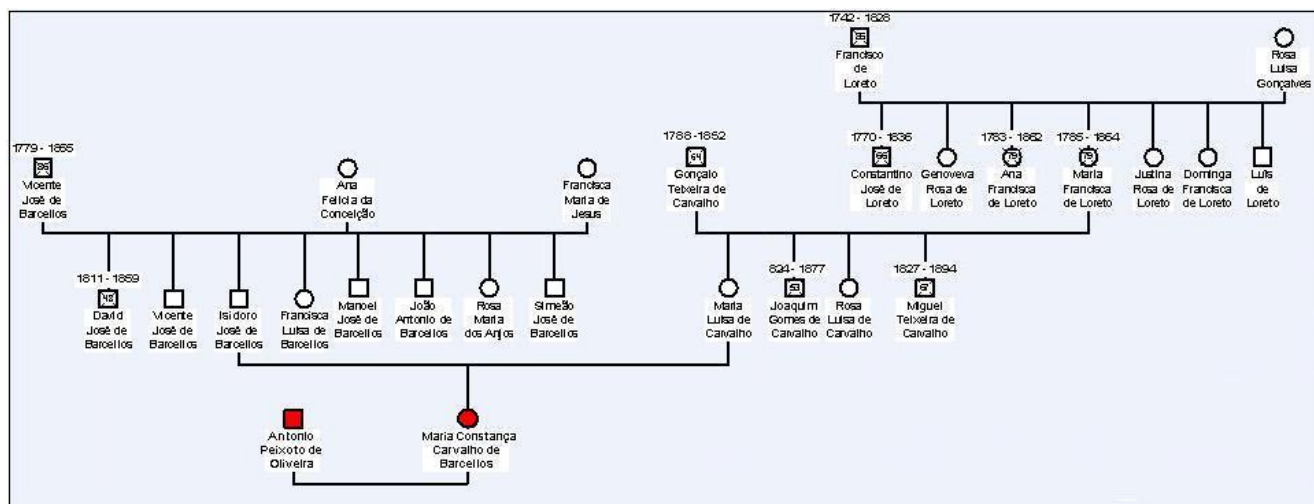 1742 - 1828
86
Francisco
de
Loreto
Rosa
Luisa
Gonçalves
1779 - 1865
86
Vicente
José de
Barcellos
Ana
Felicia da
Conceição
Francisca
Maria de
Jesus
1788 -1852
64
Gonçalo
Teixeira de
Carvalho
1770 - 1836
66
Constantino
José de
Loreto
Genoveva
Rosa de
Loreto
1783 - 1862
79
Ana
Francisca
de Loreto
1785 - 1864
79
Maria
Francisca
de Loreto
Justina
Rosa de
Loreto
Dominga
Francisca
de Loreto
Luís
de
Loreto
1811 - 1859
48
David
José de
Barcellos
Vicente
José de
Barcellos
Isidoro
José de
Barcellos
Francisca
Luisa de
Barcellos
Manoel
José de
Barcellos
João
Antonio de
Barcellos
Rosa
Maria
dos Anjos
Simeão
José de
Barcellos
Maria
Luisa de
Carvalho
824 - 1877
53
Joaquim
Gomes de
Carvalho
Rosa
Luisa de
Carvalho
1827 - 1894
67
Miguel
Teixeira de
Carvalho
Antonio
Peixoto de
Oliveira
Maria Constança
Carvalho de
Barcellos